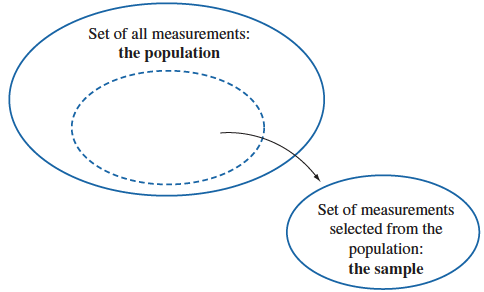 Set of all measurements:
the population
Set of measurements
selected from the
population:
the sample